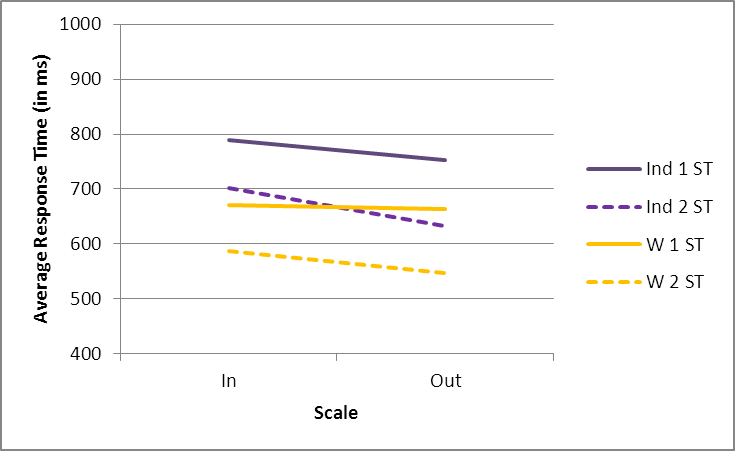 Average Response Time (in ms)
1000
900
800
700
600
500
400
In
Out
Scale
Ind 1 ST
Ind 2 ST
W 1 ST
W 2 ST